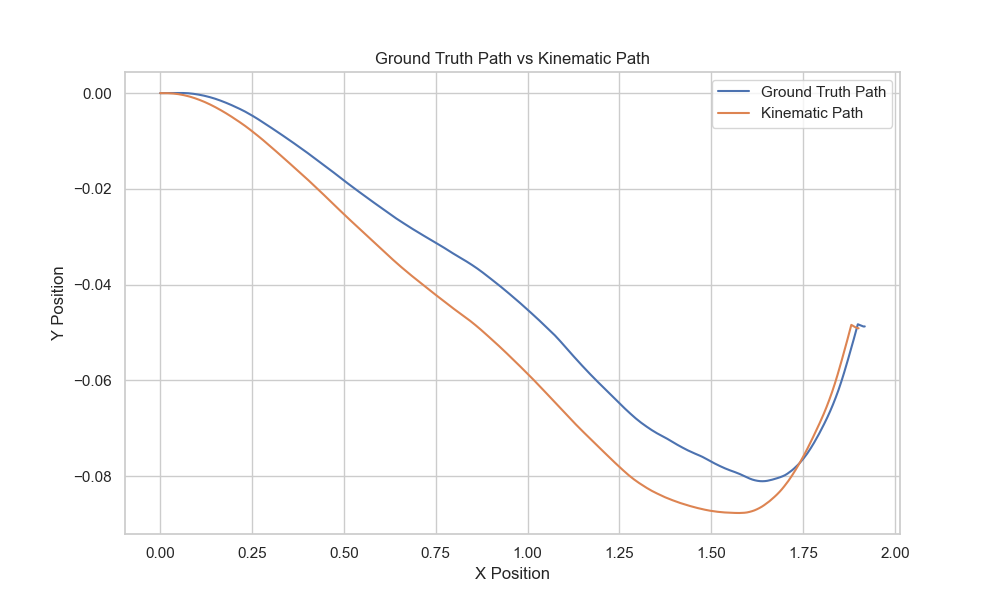 Ground Truth Path vs Kinematic Path
Ground Truth Path
Kinematic Path
Y Position
0.00
−0.02
−0.04
−0.06
−0.08
0.00 0.25 0.50 0.75 1.00 1.25 1.50 1.75 2.00
X Position